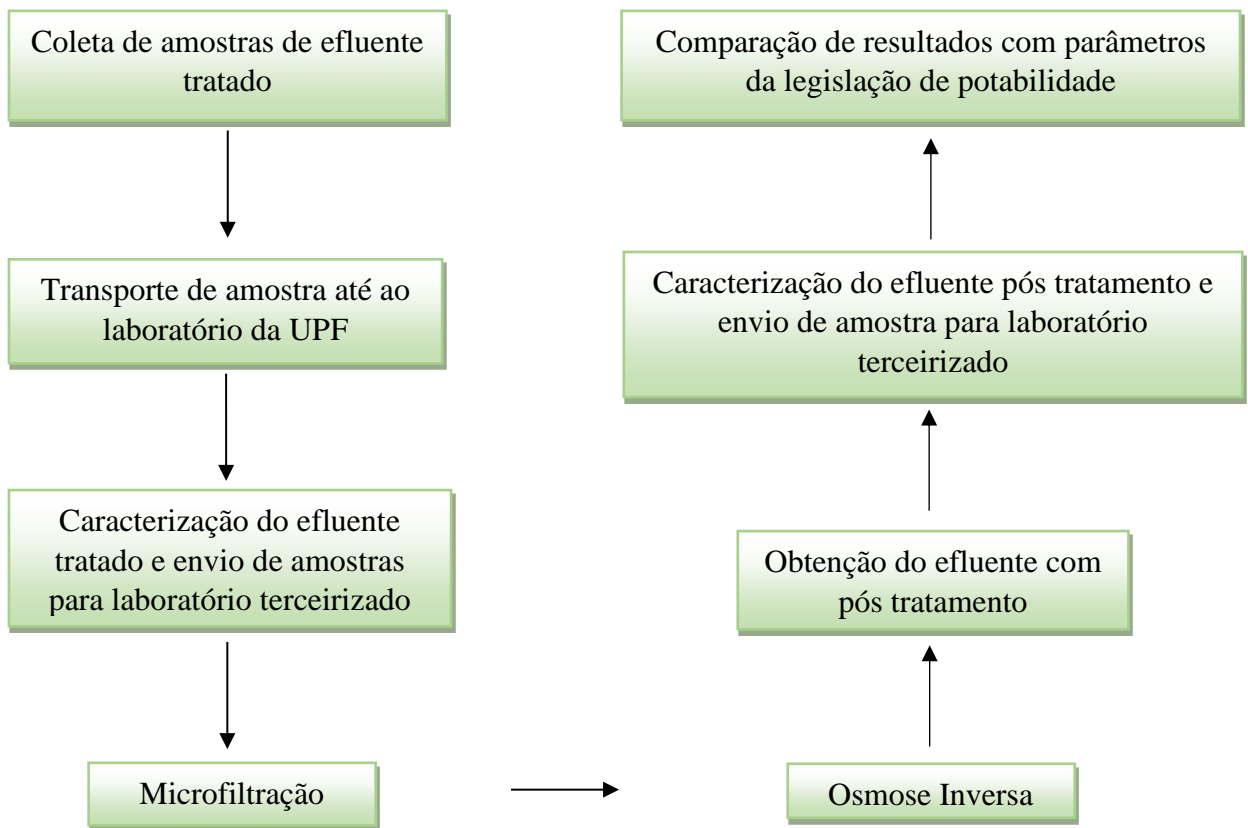 Coleta de amostras de efluente
tratado
Transporte de amostra até ao
laboratório da UPF
Caracterização do efluente
tratado e envio de amostras
para laboratório terceirizado
Microfiltração
Osmose Inversa
Obtenção do efluente com
pós tratamento
Caracterização do efluente pós tratamento e
envio de amostra para laboratório
terceirizado
Comparação de resultados com parâmetros
da legislação de potabilidade